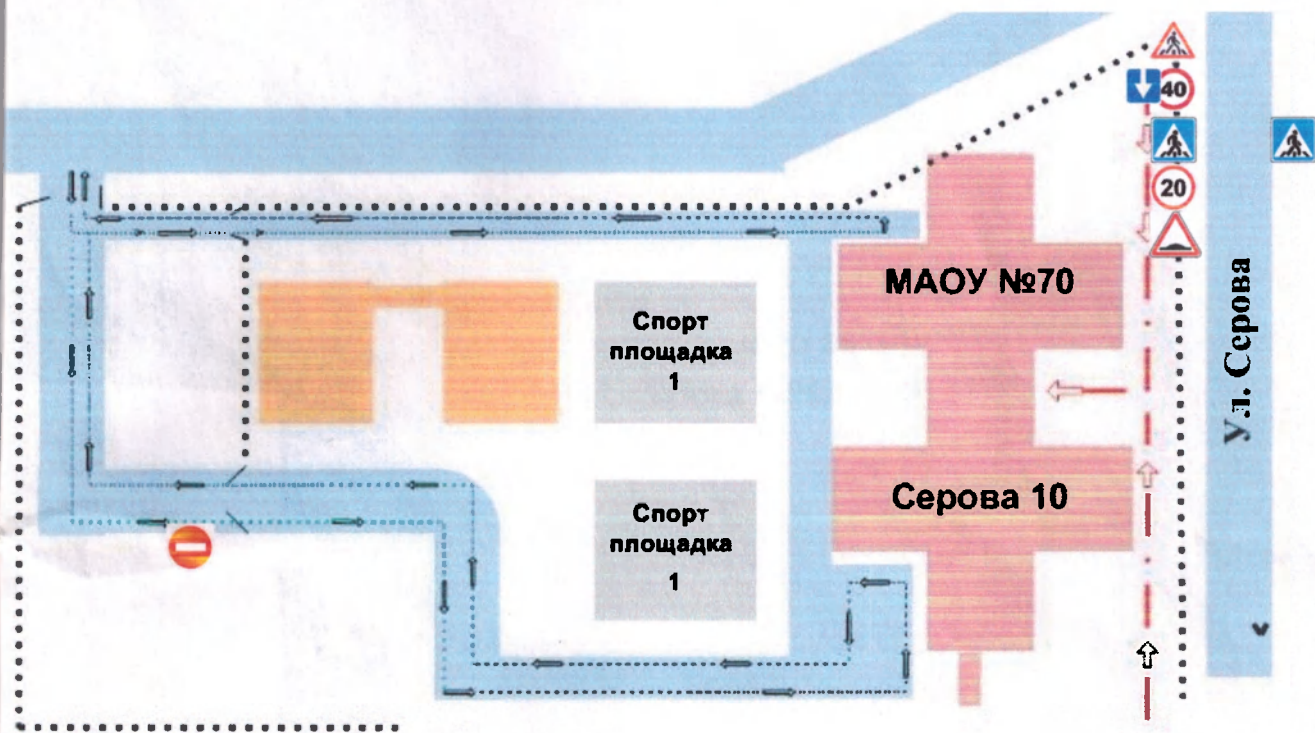 40
20
МАОУ №70
Спорт
площадка
1
Ул. Серова
Серова 10
Спорт
площадка
1